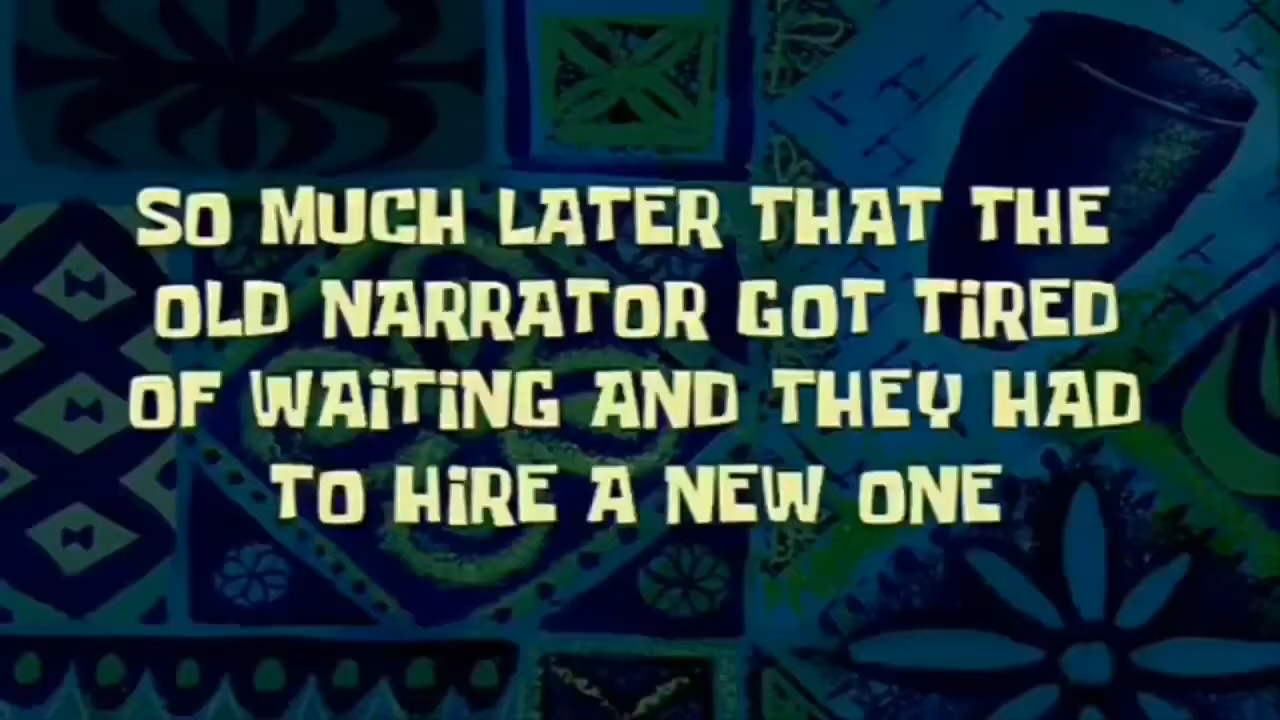 SO MUCH LATER THAT THE
OLD NARRATOR GOT TiRED
OF WAiTiNG AND THEY HAD
TO HiRE A NEW ONE